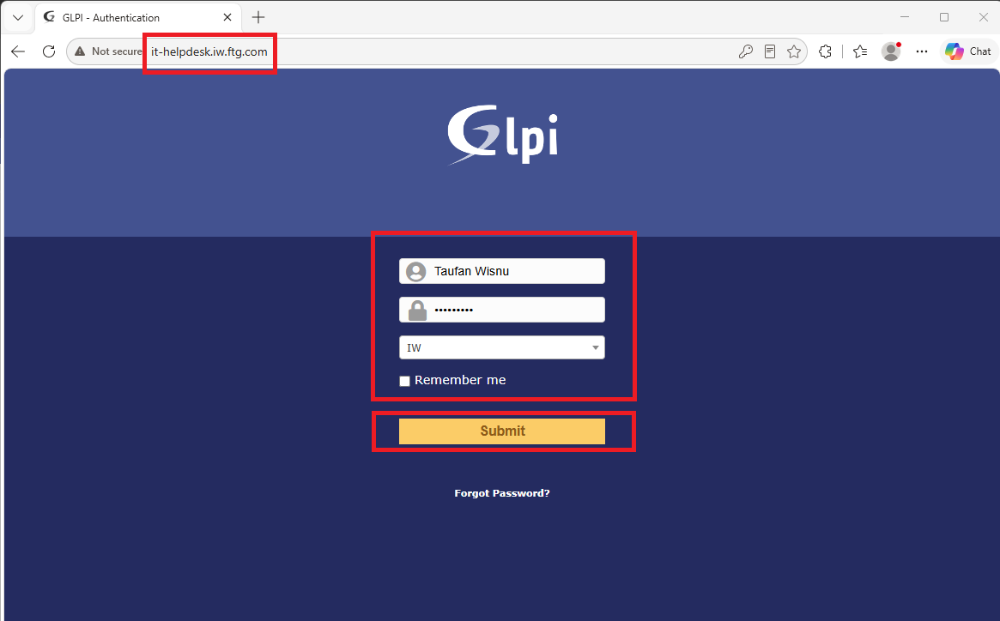 GLPI - Authentication
Not secure it-helpdesk.iw.ftg.com
Chat
Glpi
Taufan Wisnu
•••••••••
IW
Remember me
Submit
Forgot Password?